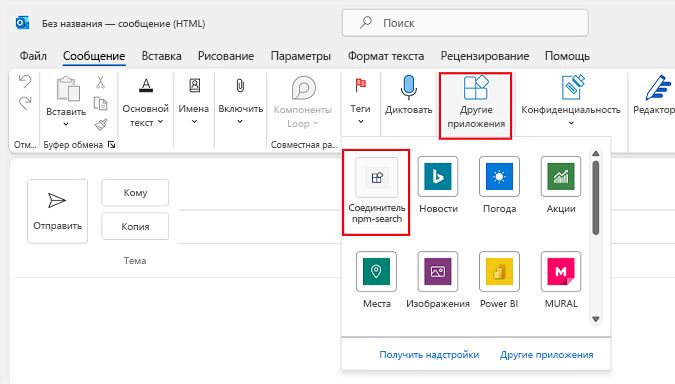 Без названия — сообщение (HTML)
Поиск
Файл Сообщение Вставка Рисование Параметры Формат текста Рецензирование Помощь
Вставить
Основной
текст
Имена
Включить
Компоненты
Loop
Теги
Диктовать
Другие
приложения
Конфиденциальность
Редактор
Отм...
Буфер обмена
Совместная ра...
Соединитель
npm-search
Новости
Погода
Акции
Места
Изображения
Power BI
MURAL
Получить надстройки
Другие приложения
Отправить
Кому
Копия
Тема